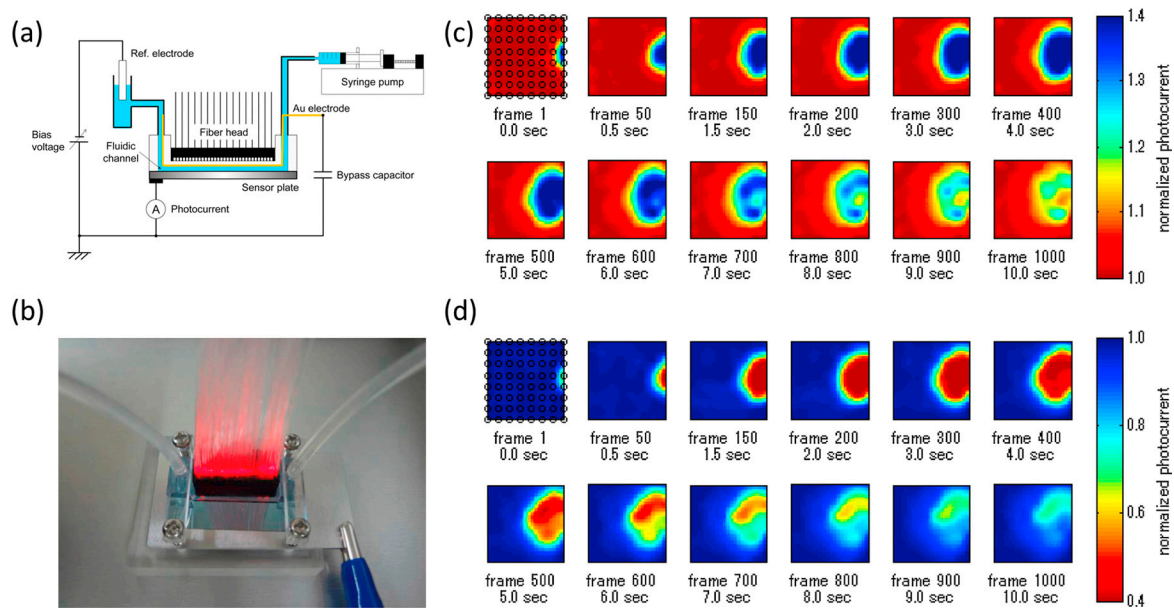 (a)
Ref. electrode
Syringe pump
Au electrode
Fiber head
Bias
voltage
Fluidic
channel
Bypass capacitor
Sensor plate
A
Photocurrent
(b)
(c)
frame 1
0.0 sec
frame 50
0.5 sec
frame 150
1.5 sec
frame 200
2.0 sec
frame 300
3.0 sec
frame 400
4.0 sec
frame 500
5.0 sec
frame 600
6.0 sec
frame 700
7.0 sec
frame 800
8.0 sec
frame 900
9.0 sec
frame 1000
10.0 sec
1.4
1.3
1.2
1.1
1.0
normalized photocurrent
(d)
frame 1
0.0 sec
frame 50
0.5 sec
frame 150
1.5 sec
frame 200
2.0 sec
frame 300
3.0 sec
frame 400
4.0 sec
frame 500
5.0 sec
frame 600
6.0 sec
frame 700
7.0 sec
frame 800
8.0 sec
frame 900
9.0 sec
frame 1000
10.0 sec
1.0
0.8
0.6
0.4
normalized photocurrent